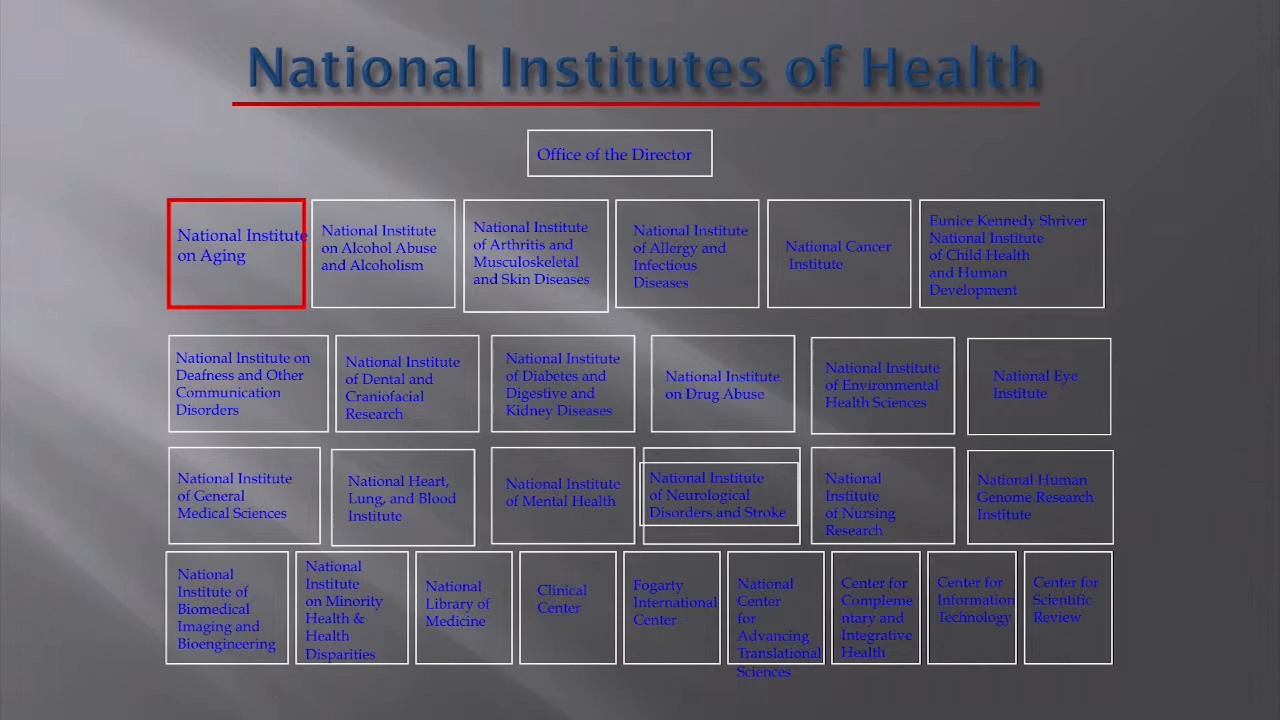 National Institutes of Health
Office of the Director
National Institute
on Aging
National Institute
on Alcohol Abuse
and Alcoholism
National Institute
of Arthritis and
Musculoskeletal
and Skin Diseases
National Institute
of Allergy and
Infectious
Diseases
National Cancer
Institute
Eunice Kennedy Shriver
National Institute
of Child Health
and Human
Development
National Institute on
Deafness and Other
Communication
Disorders
National Institute
of Dental and
Craniofacial
Research
National Institute
of Diabetes and
Digestive and
Kidney Diseases
National Institute
on Drug Abuse
National Institute
of Environmental
Health Sciences
National Eye
Institute
National Institute
of General
Medical Sciences
National Heart,
Lung, and Blood
Institute
National Institute
of Mental Health
National Institute
of Neurological
Disorders and Stroke
National
Institute
of Nursing
Research
National Human
Genome Research
Institute
National
Institute of
Biomedical
Imaging and
Bioengineering
National
Institute
on Minority
Health &
Health
Disparities
National
Library of
Medicine
Clinical
Center
Fogarty
International
Center
National
Center
for
Advancing
Translational
Sciences
Center for
Compleme
ntary and
Integrative
Health
Center for
Information
Technology
Center for
Scientific
Review